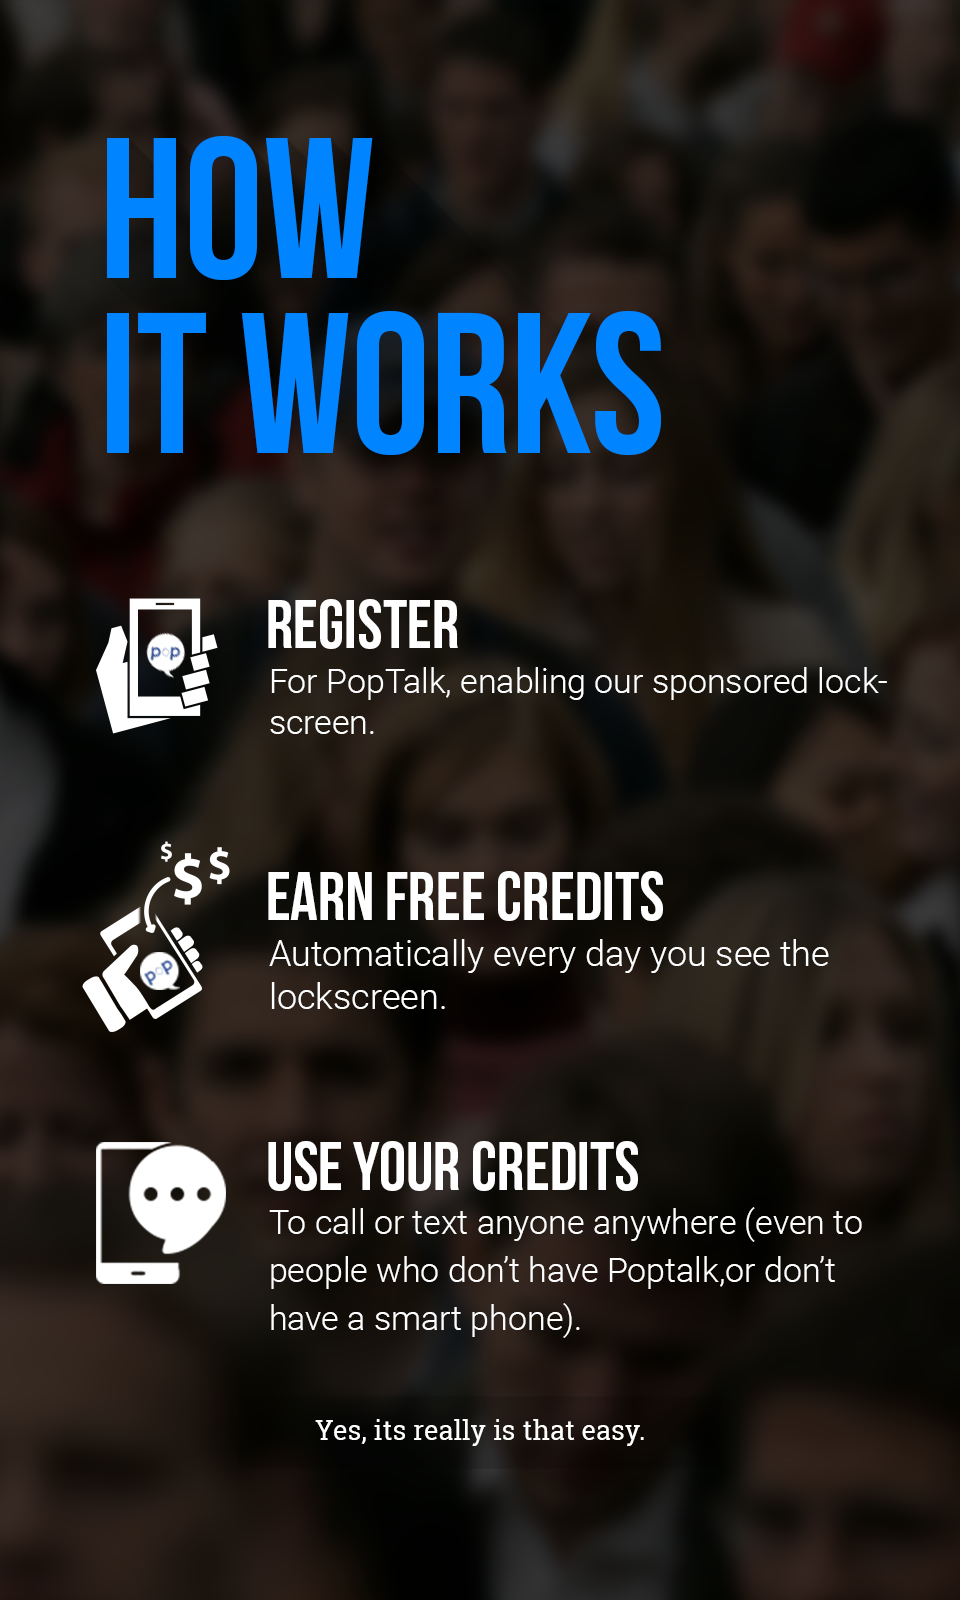 HOW
IT WORKS
REGISTER
For PopTalk, enabling our sponsored lock-
screen.
pop
EARN FREE CREDITS
Automatically every day you see the
lockscreen.
$ $ $
pop
USE YOUR CREDITS
To call or text anyone anywhere (even to
people who don’t have Poptalk,or don’t
have a smart phone).
Yes, its really is that easy.